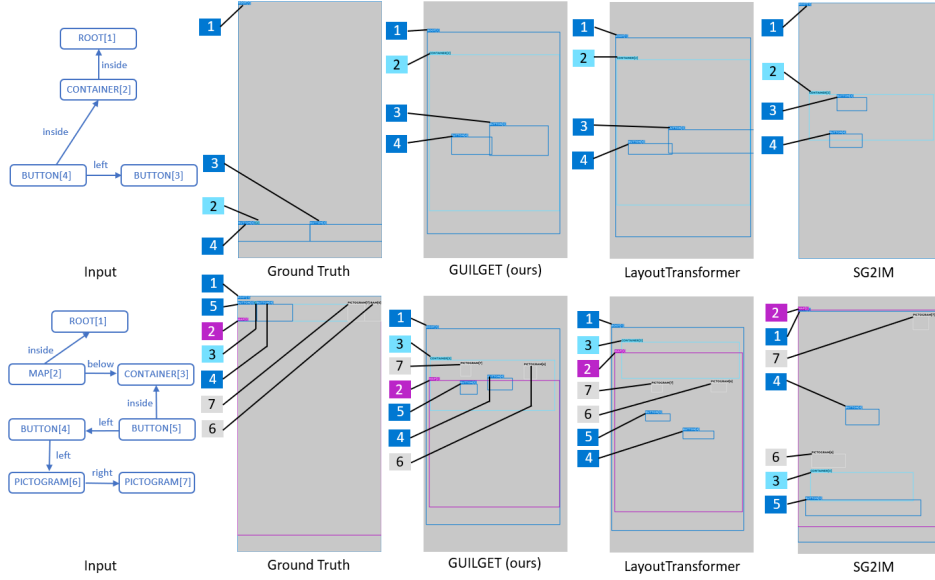 ROOT[1]
inside
CONTAINER[2]
inside
BUTTON[4]
left
BUTTON[3]
Input
1
3
2
4
Ground Truth
1
2
3
4
GUILGET (ours)
1
2
3
4
LayoutTransformer
1
2
3
4
SG2IM
ROOT[1]
inside
MAP[2]
below
CONTAINER[3]
inside
BUTTON[4]
left
BUTTON[5]
left
PICTOGRAM[6]
right
PICTOGRAM[7]
Input
1
5
2
3
4
7
6
Ground Truth
1
3
7
2
5
4
6
GUILGET (ours)
1
3
2
7
6
5
4
LayoutTransformer
2
1
7
4
6
3
5
SG2IM